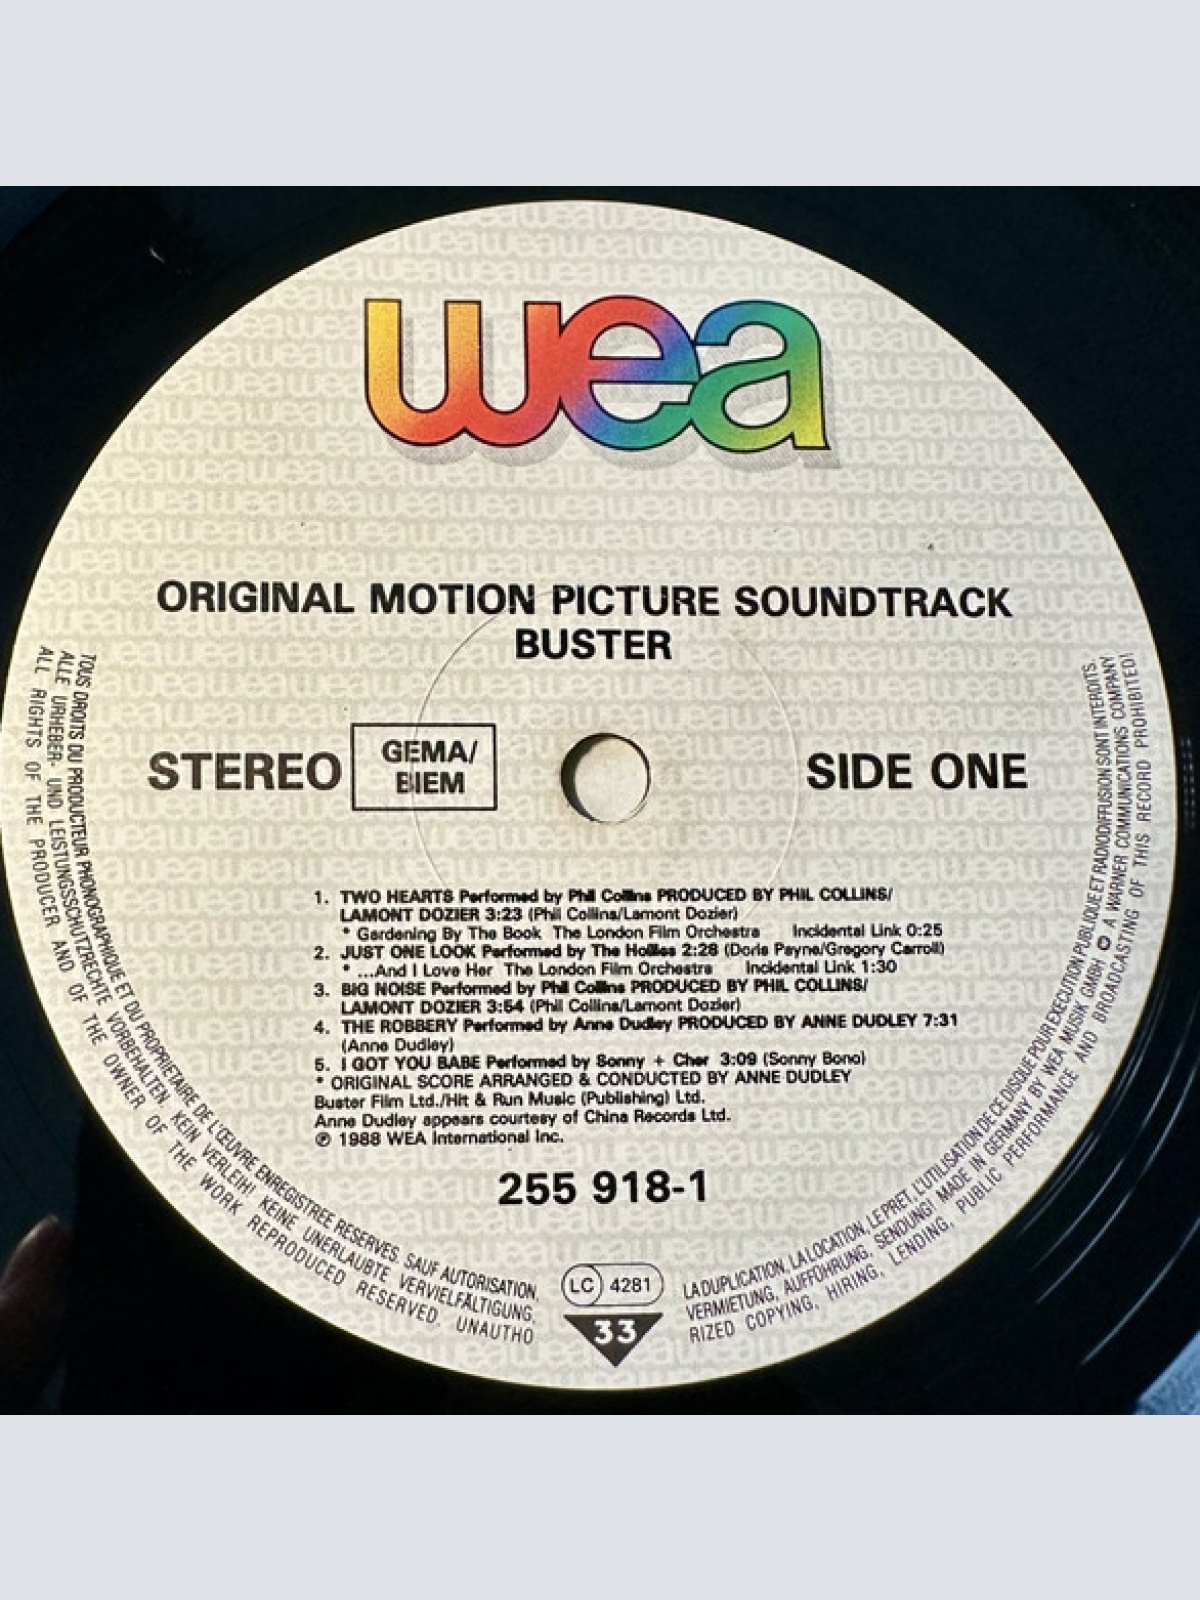 wea
ORIGINAL MOTION PICTURE SOUNDTRACK
BUSTER
STEREO
GEMA/
BIEM
SIDE ONE
1. TWO HEARTS Performed by Phil Collins PRODUCED BY PHIL COLLINS/
LAMONT DOZIER 3:23 (Phil Collins/Lamont Dozier)
* Gardening By The Book The London Film Orchestra Incidental Link 0:25
2. JUST ONE LOOK Performed by The Hollies 2:28 (Doris Payne/Gregory Carroll)
* ...And I Love Her The London Film Orchestra Incidental Link 1:30
3. BIG NOISE Performed by Phil Collins PRODUCED BY PHIL COLLINS/
LAMONT DOZIER 3:54 (Phil Collins/Lamont Dozier)
4. THE ROBBERY Performed by Anne Dudley PRODUCED BY ANNE DUDLEY 7:31
(Anne Dudley)
5. I GOT YOU BABE Performed by Sonny + Cher 3:09 (Sonny Bono)
* ORIGINAL SCORE ARRANGED & CONDUCTED BY ANNE DUDLEY
Buster Film Ltd./Hit & Run Music (Publishing) Ltd.
Anne Dudley appears courtesy of China Records Ltd.
℗ 1988 WEA International Inc.
255 918-1
LC 4281
33
TOUS DROITS DU PRODUCTEUR PHONOGRAPHIQUE ET DU PROPRIETAIRE DE L'ŒUVRE ENREGISTREE RESERVES. SAUF AUTORISATION, LA DUPLICATION, LA LOCATION, LE PRET, L'UTILISATION DE CE DISQUE POUR EXECUTION PUBLIQUE ET RADIODIFFUSION SONT INTERDITS.
ALLE URHEBER- UND LEISTUNGSSCHUTZRECHTE VORBEHALTEN. KEIN VERLEIH! KEINE UNERLAUBTE VERVIELFÄLTIGUNG, VERMIETUNG, AUFFÜHRUNG, SENDUNG! MADE IN GERMANY BY WEA MUSIK GMBH A WARNER COMMUNICATIONS COMPANY
ALL RIGHTS OF THE PRODUCER AND OF THE OWNER OF THE WORK REPRODUCED RESERVED. UNAUTHORIZED COPYING, HIRING, LENDING, PUBLIC PERFORMANCE AND BROADCASTING OF THIS RECORD PROHIBITED!